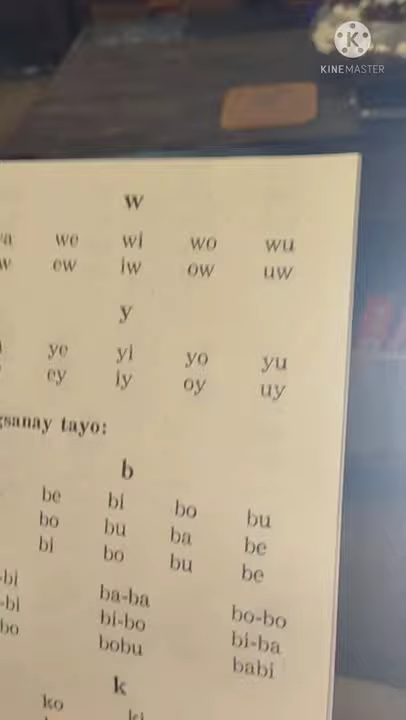 KINEMASTER
w
we wi wo wu
ew iw ow uw
y
ye yi yo yu
ey iy oy uy
tayo:
b
be bi bo bu
bo bu ba be
bi bo bu be
ba-ba bo-bo
bi-bo bi-ba
bobu babi
k
ko